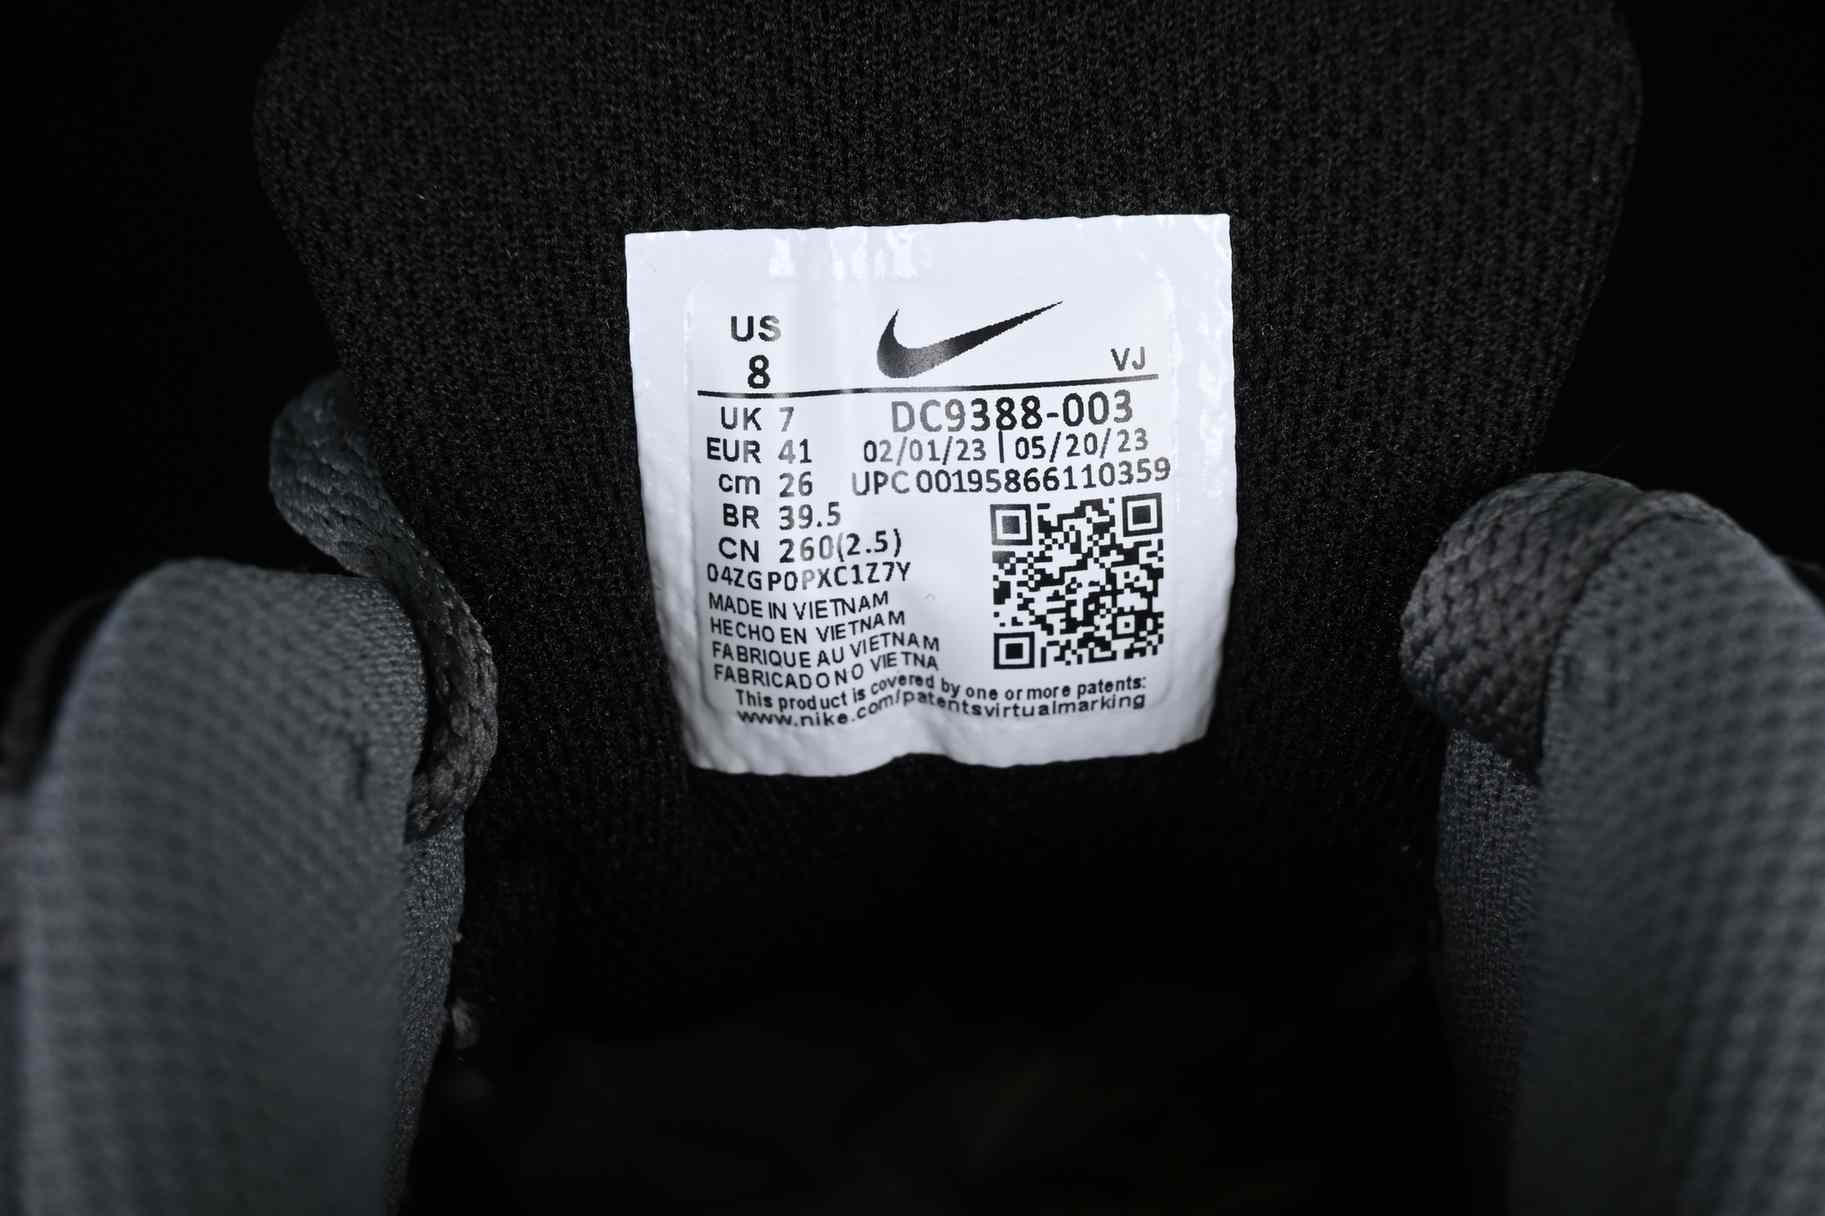 US
8
VJ
UK 7
DC9388-003
EUR 41
02/01/23 | 05/20/23
cm 26
UPC 00195866110359
BR 39.5
CN 260(2.5)
04ZGP0PXC1Z7Y
MADE IN VIETNAM
HECHO EN VIETNAM
FABRIQUE AU VIETNAM
FABRICADO NO VIETNA
This product is covered by one or more patents:
www.nike.com/patentsvirtualmarking